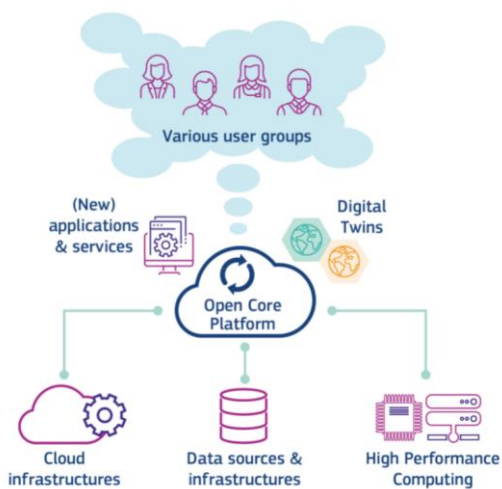 Various user groups
(New)
applications
& services
Digital
Twins
Open Core
Platform
Cloud
infrastructures
Data sources &
infrastructures
High Performance
Computing